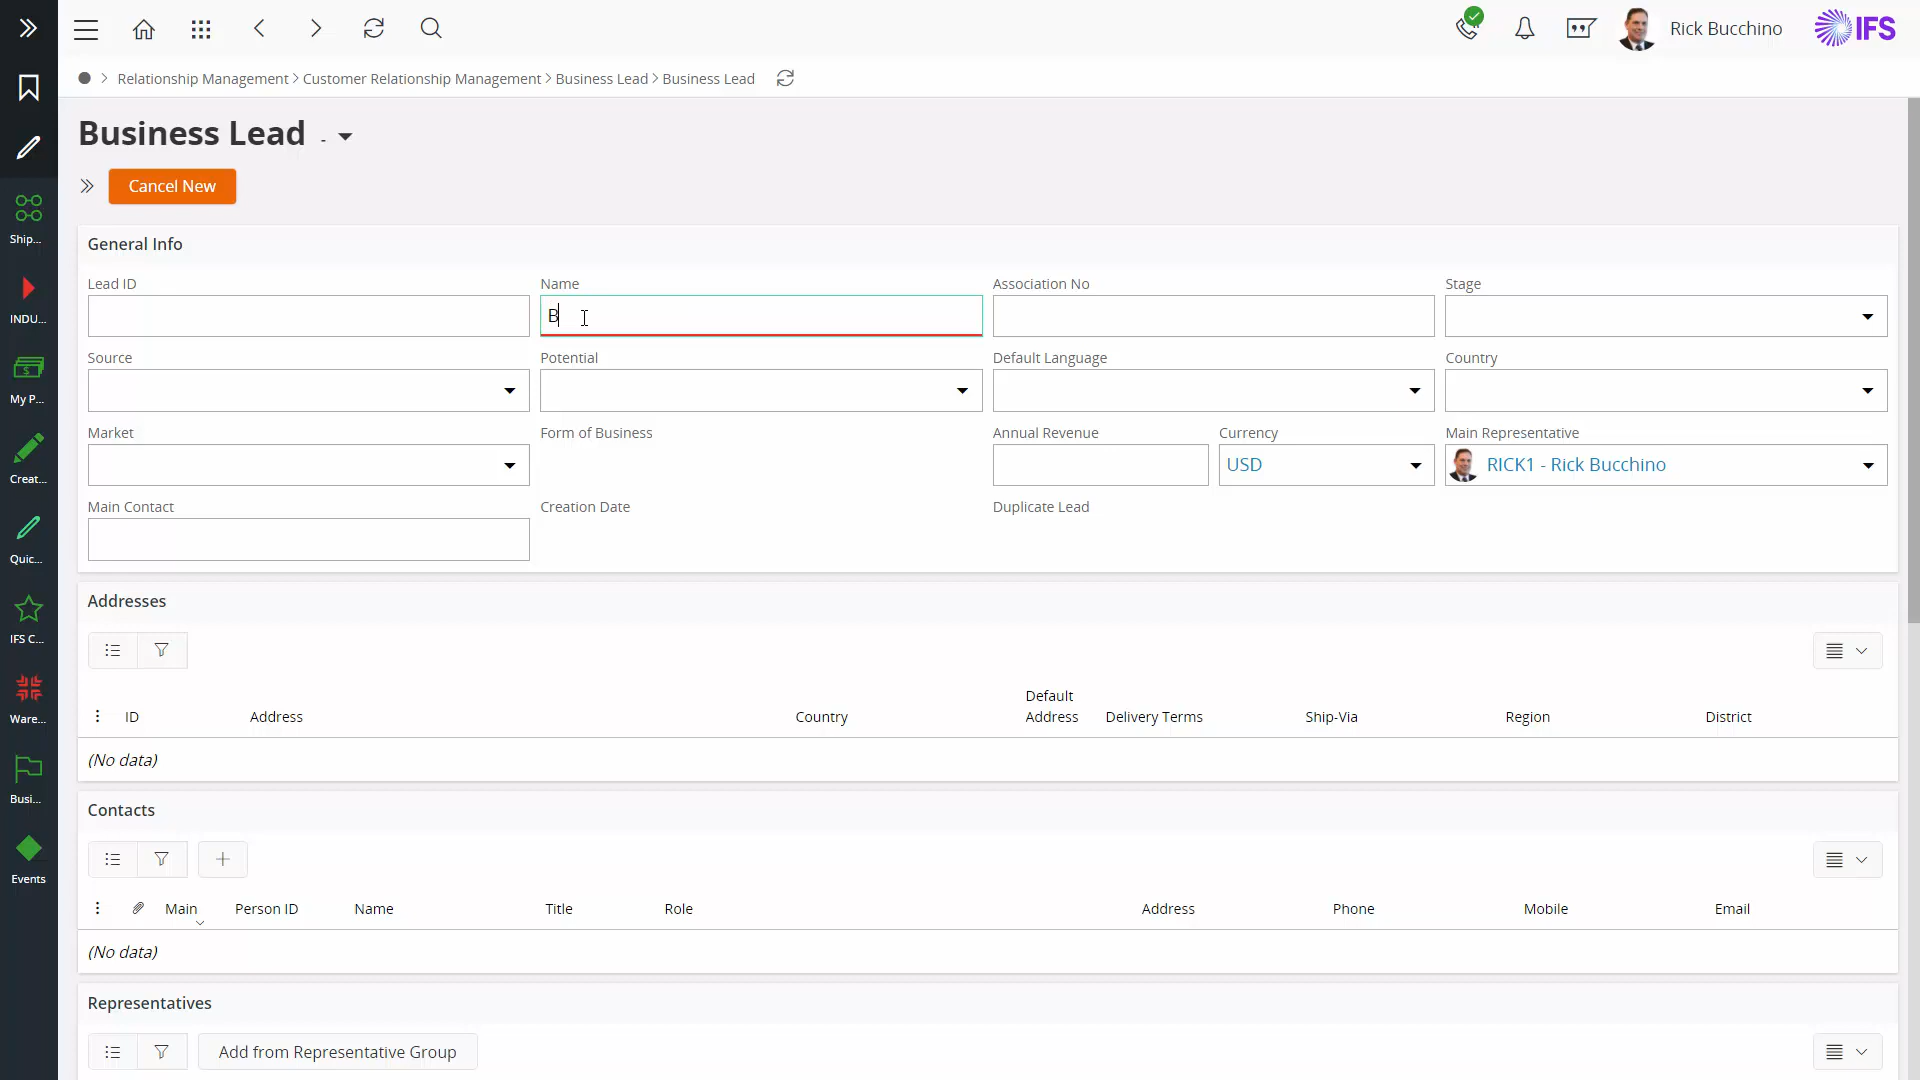 Rick Bucchino
IFS
Relationship Management > Customer Relationship Management > Business Lead > Business Lead
Business Lead -
Cancel New
General Info
Lead ID
Name
Association No
Stage
B
Source
Potential
Default Language
Country
Market
Form of Business
Annual Revenue
Currency
Main Representative
USD
RICK1 - Rick Bucchino
Main Contact
Creation Date
Duplicate Lead
Addresses
ID
Address
Country
Default
Address
Delivery Terms
Ship-Via
Region
District
(No data)
Contacts
Main
Person ID
Name
Title
Role
Address
Phone
Mobile
Email
(No data)
Representatives
Add from Representative Group
Ship...
INDU...
My P...
Creat...
Quic...
IFS C...
Ware...
Busi...
Events